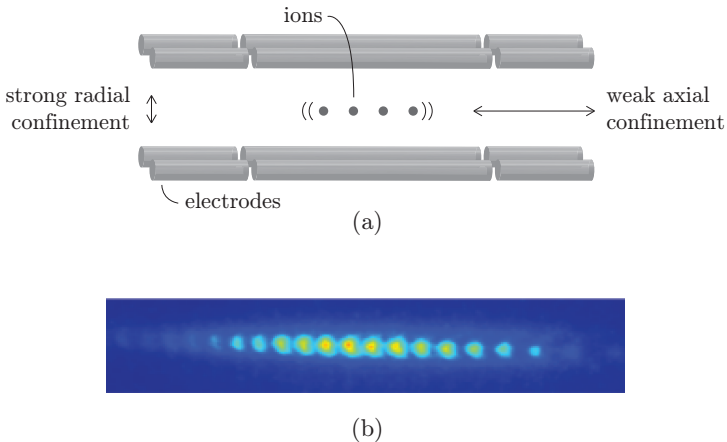 ions
strong radial
confinement
weak axial
confinement
electrodes
(a)
(b)